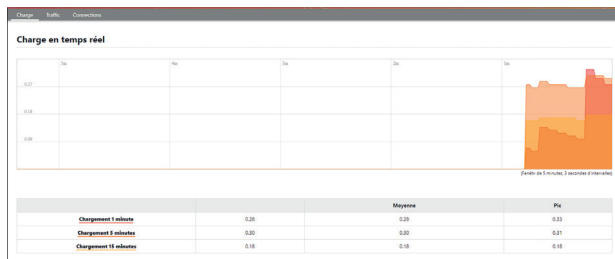 Charge Traffic Connections
Charge en temps réel
5m 4m 3m 2m 1m
0.27
0.18
0.09
(Fenêtre de 5 minutes, 3 secondes d'intervalles)
Moyenne Pic
Chargement 1 minute 0.26 0.29 0.33
Chargement 5 minutes 0.30 0.30 0.31
Chargement 15 minutes 0.18 0.18 0.18